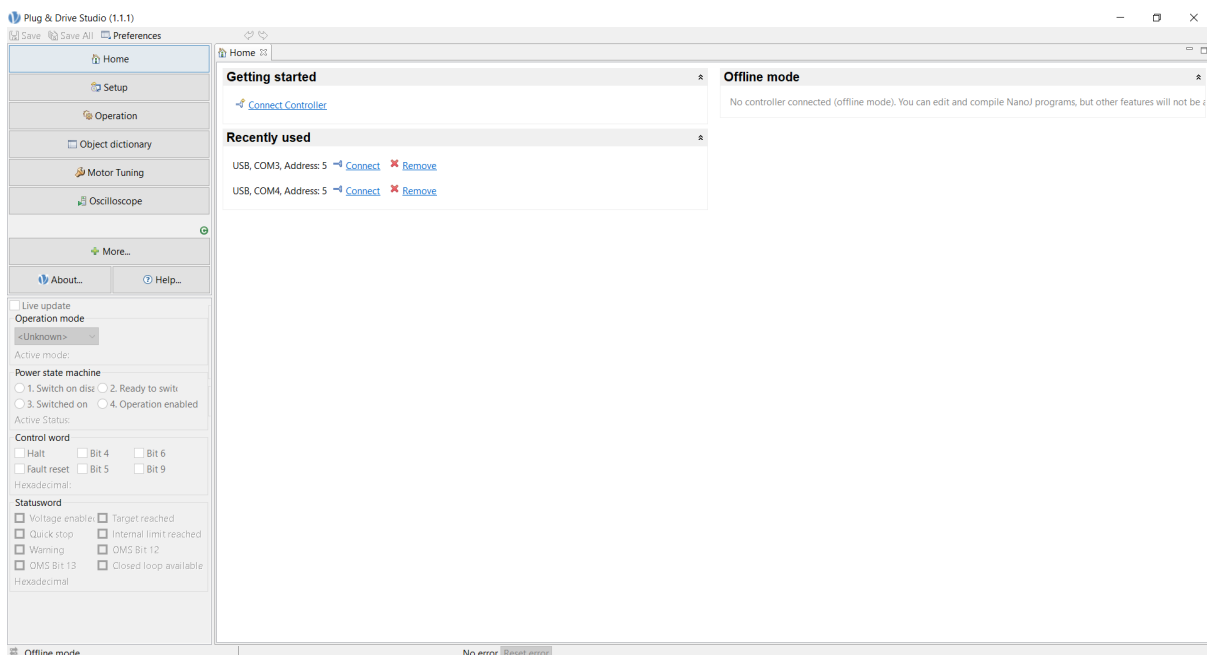 Plug & Drive Studio (1.1.1)
Save Save All Preferences
Home
Setup
Operation
Object dictionary
Motor Tuning
Oscilloscope
More...
About... Help...
Live update
Operation mode
<Unknown>
Active mode:
Power state machine
1. Switch on disa 2. Ready to switc
3. Switched on 4. Operation enabled
Active Status:
Control word
Halt Bit 4 Bit 6
Fault reset Bit 5 Bit 9
Hexadecimal:
Statusword
Voltage enable Target reached
Quick stop Internal limit reached
Warning OMS Bit 12
OMS Bit 13 Closed loop available
Hexadecimal
Home
Getting started
Connect Controller
Recently used
USB, COM3, Address: 5 Connect Remove
USB, COM4, Address: 5 Connect Remove
Offline mode
No controller connected (offline mode). You can edit and compile NanoJ programs, but other features will not be
Offline mode No error Reset error